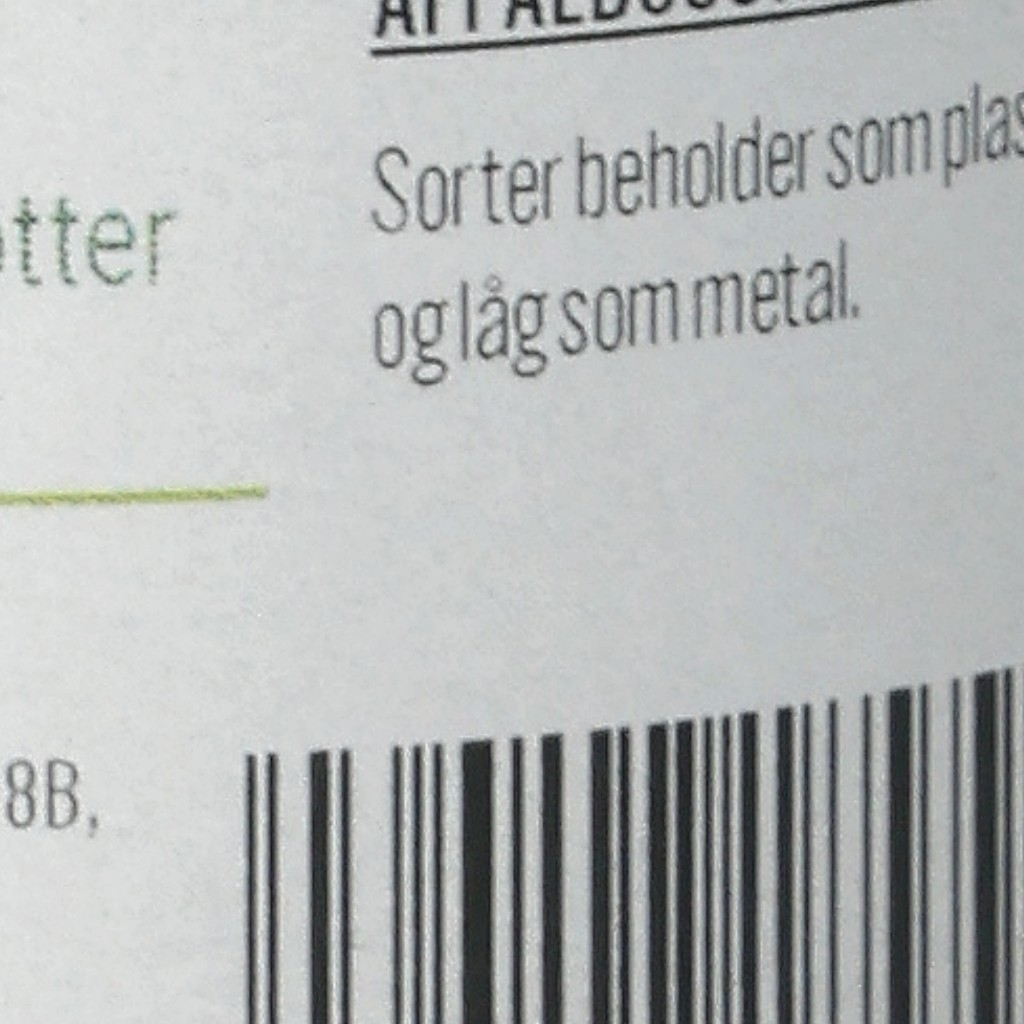 Sorter beholder som plas
og låg som metal.
tter
8B,